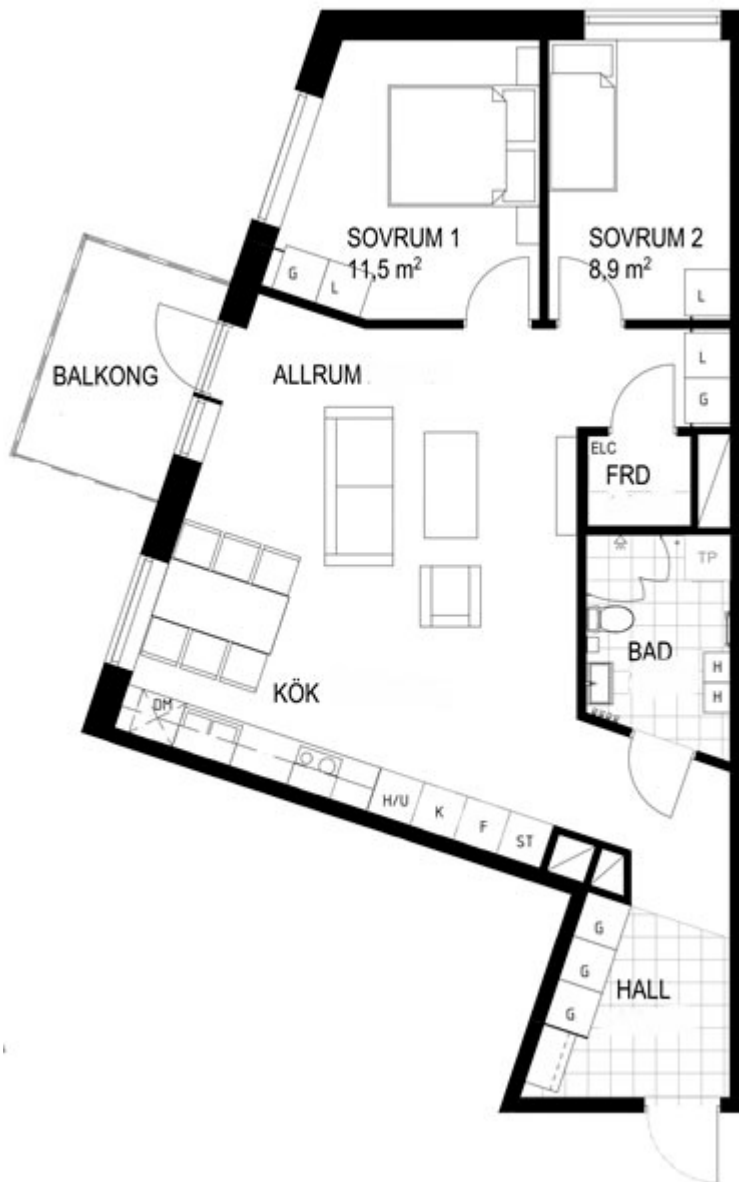 SOVRUM 1
11,5 m²
SOVRUM 2
8,9 m²
G
L
L
BALKONG
ALLRUM
L
G
ELC
FRD
TP
BAD
H
H
KÖK
DM
H/U
K
F
ST
G
G
G
HALL